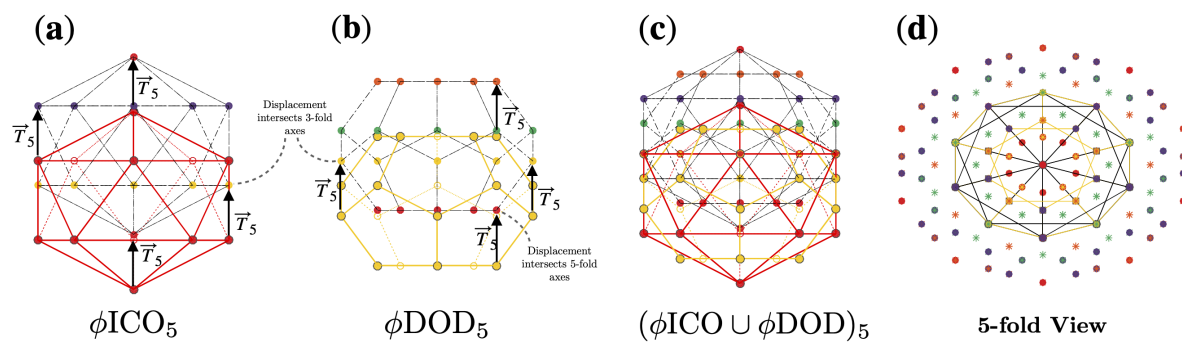 (a)
(b)
(c)
(d)
T⃗₅
T⃗₅
T⃗₅
T⃗₅
Displacement
intersects 3-fold
axes
T⃗₅
T⃗₅
T⃗₅
T⃗₅
Displacement
intersects 5-fold
axes
ϕICO₅
ϕDOD₅
(ϕICO ∪ ϕDOD)₅
5-fold View